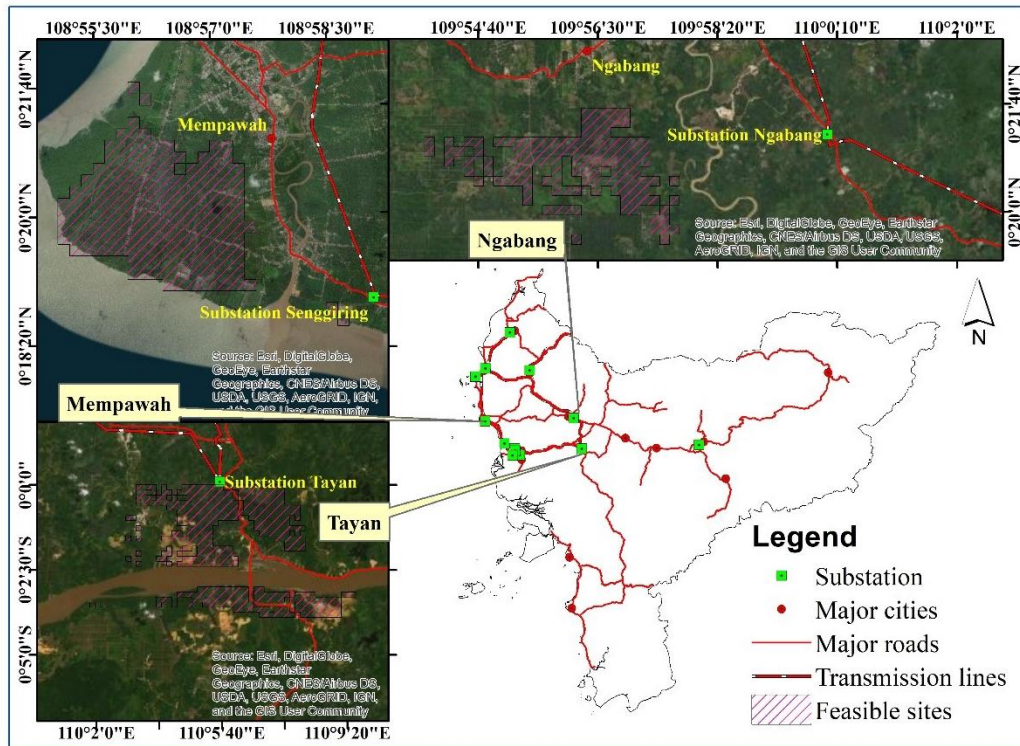 108°55'30"E 108°57'0"E 108°58'30"E
109°54'40"E 109°56'30"E 109°58'20"E 110°0'10"E 110°2'0"E
0°21'40"N
0°20'0"N
0°18'20"N
Mempawah
Substation Senggiring
Source: Esri, DigitalGlobe,
GeoEye, Earthstar
Geographics, CNES/Airbus DS,
USDA, USGS, AeroGRID, IGN,
and the GIS User Community
Ngabang
Substation Ngabang
0°21'40"N
0°20'0"N
Source: Esri, DigitalGlobe, GeoEye, Earthstar
Geographics, CNES/Airbus DS, USDA, USGS,
AeroGRID, IGN, and the GIS User Community
Ngabang
Mempawah
Tayan
N
0°0'0"
0°2'30"S
0°5'0"S
Substation Tayan
Source: Esri, DigitalGlobe,
GeoEye, Earthstar
Geographics, CNES/Airbus DS,
USDA, USGS, AeroGRID, IGN,
and the GIS User Community
110°2'0"E 110°5'40"E 110°9'20"E
Legend
Substation
Major cities
Major roads
Transmission lines
Feasible sites